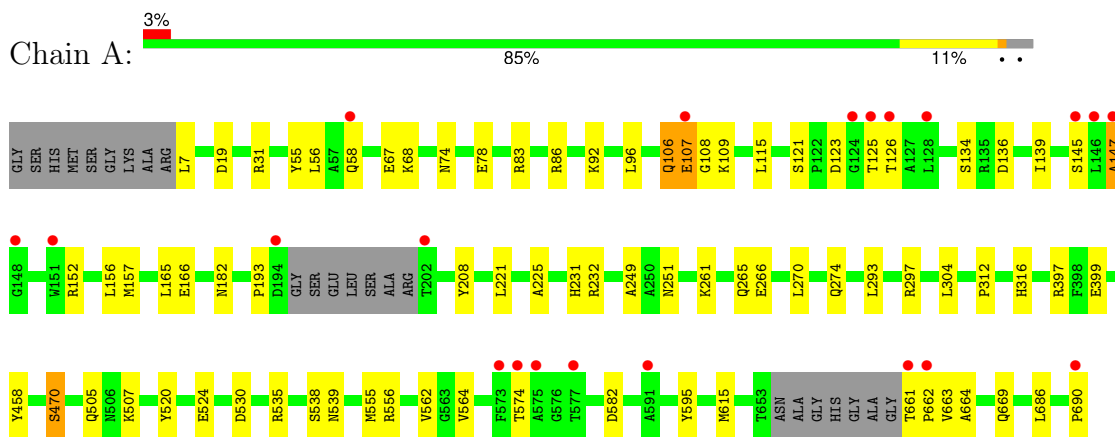 3%
Chain A:
85% 11% • •
GLY SER HIS MET SER GLY LYS ALA ARG L7 D19 R31 Y55 L56 A57 Q58 E67 K68 N74 E78 R83 R86 K92 L96 Q106 E107 G108 K109 L115 S121 P122 D123 G124 T125 T126 A127 L128 S134 R135 D136 I139 S145 L146 A147
G148 W151 R152 L156 M157 L165 E166 N182 P193 D194 GLY SER GLU LEU SER ALA ARG T202 Y208 L221 A225 H231 R232 A249 A250 N251 K261 Q265 E266 L270 Q274 L293 R297 L304 P312 H316 R397 F398 E399
Y458 S470 Q505 N506 K507 Y520 E524 D530 R535 S538 N539 M555 R556 V562 G563 V564 F573 T574 A575 G576 T577 D582 A591 Y595 M615 T653 ASN ALA GLY HIS GLY ALA GLY T661 P662 V663 A664 Q669 L686 P690